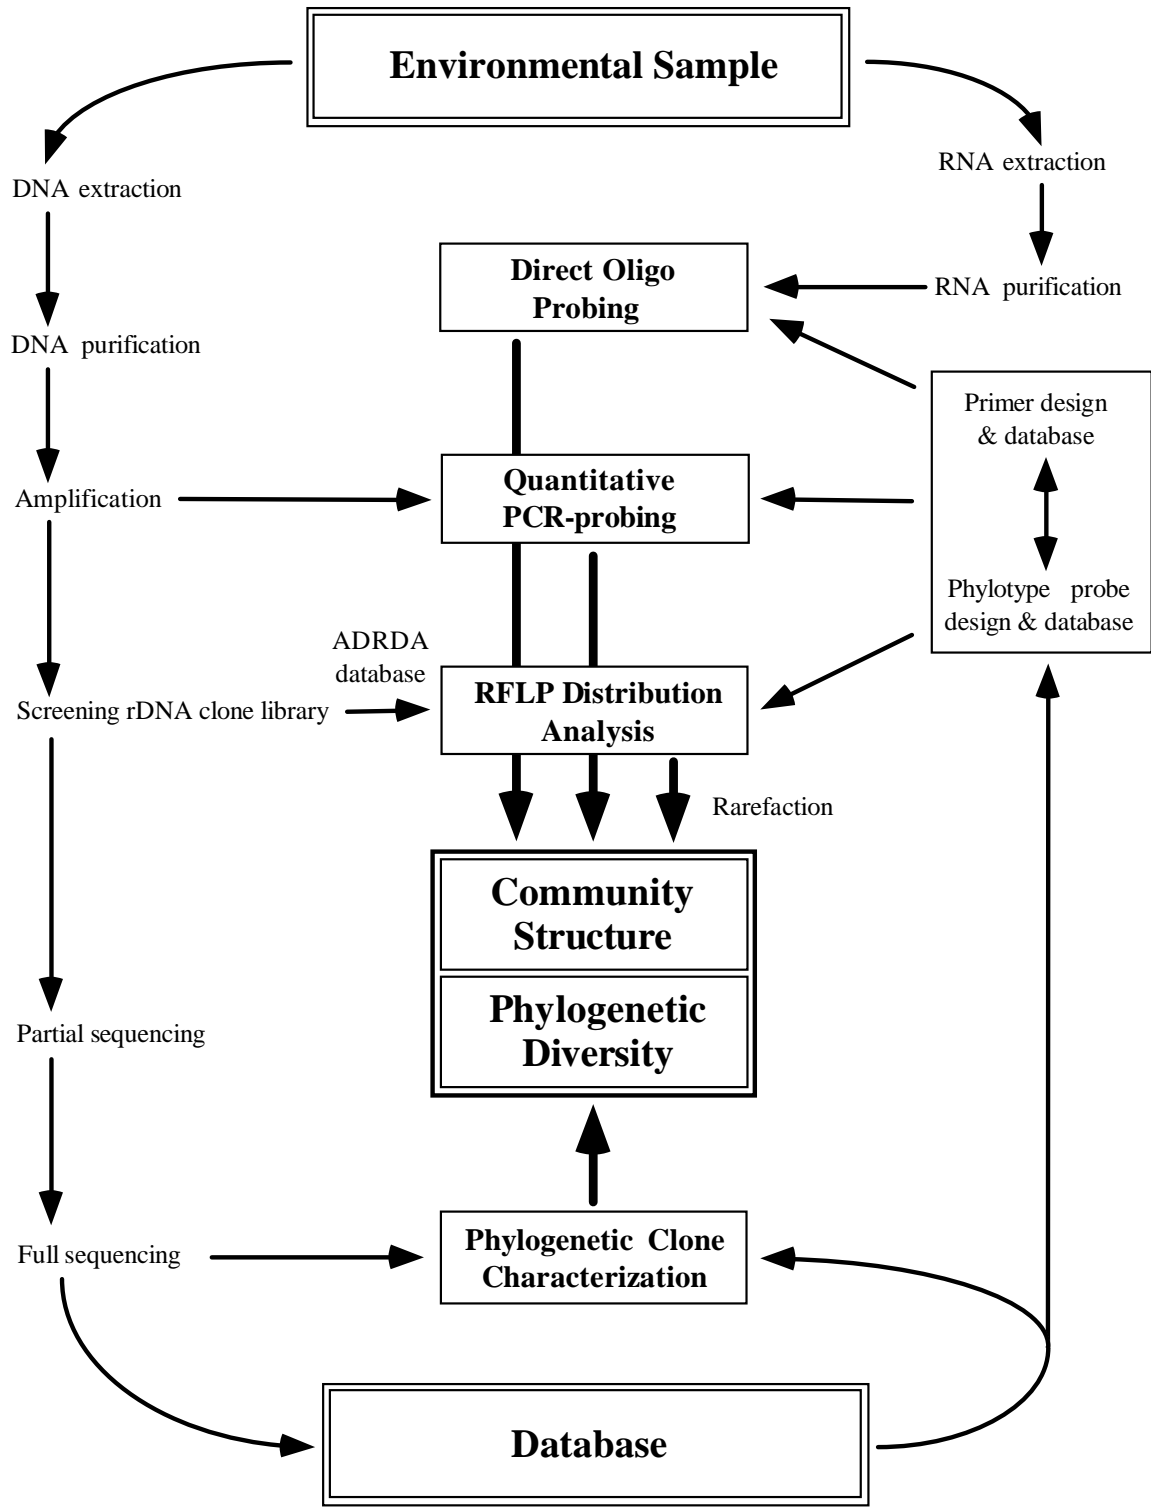 Environmental Sample
DNA extraction
RNA extraction
Direct Oligo
Probing
RNA purification
DNA purification
Primer design
& database
Amplification
Quantitative
PCR-probing
Phylotype probe
design & database
ADRDA
database
Screening rDNA clone library
RFLP Distribution
Analysis
Rarefaction
Community
Structure
Phylogenetic
Diversity
Partial sequencing
Full sequencing
Phylogenetic Clone
Characterization
Database